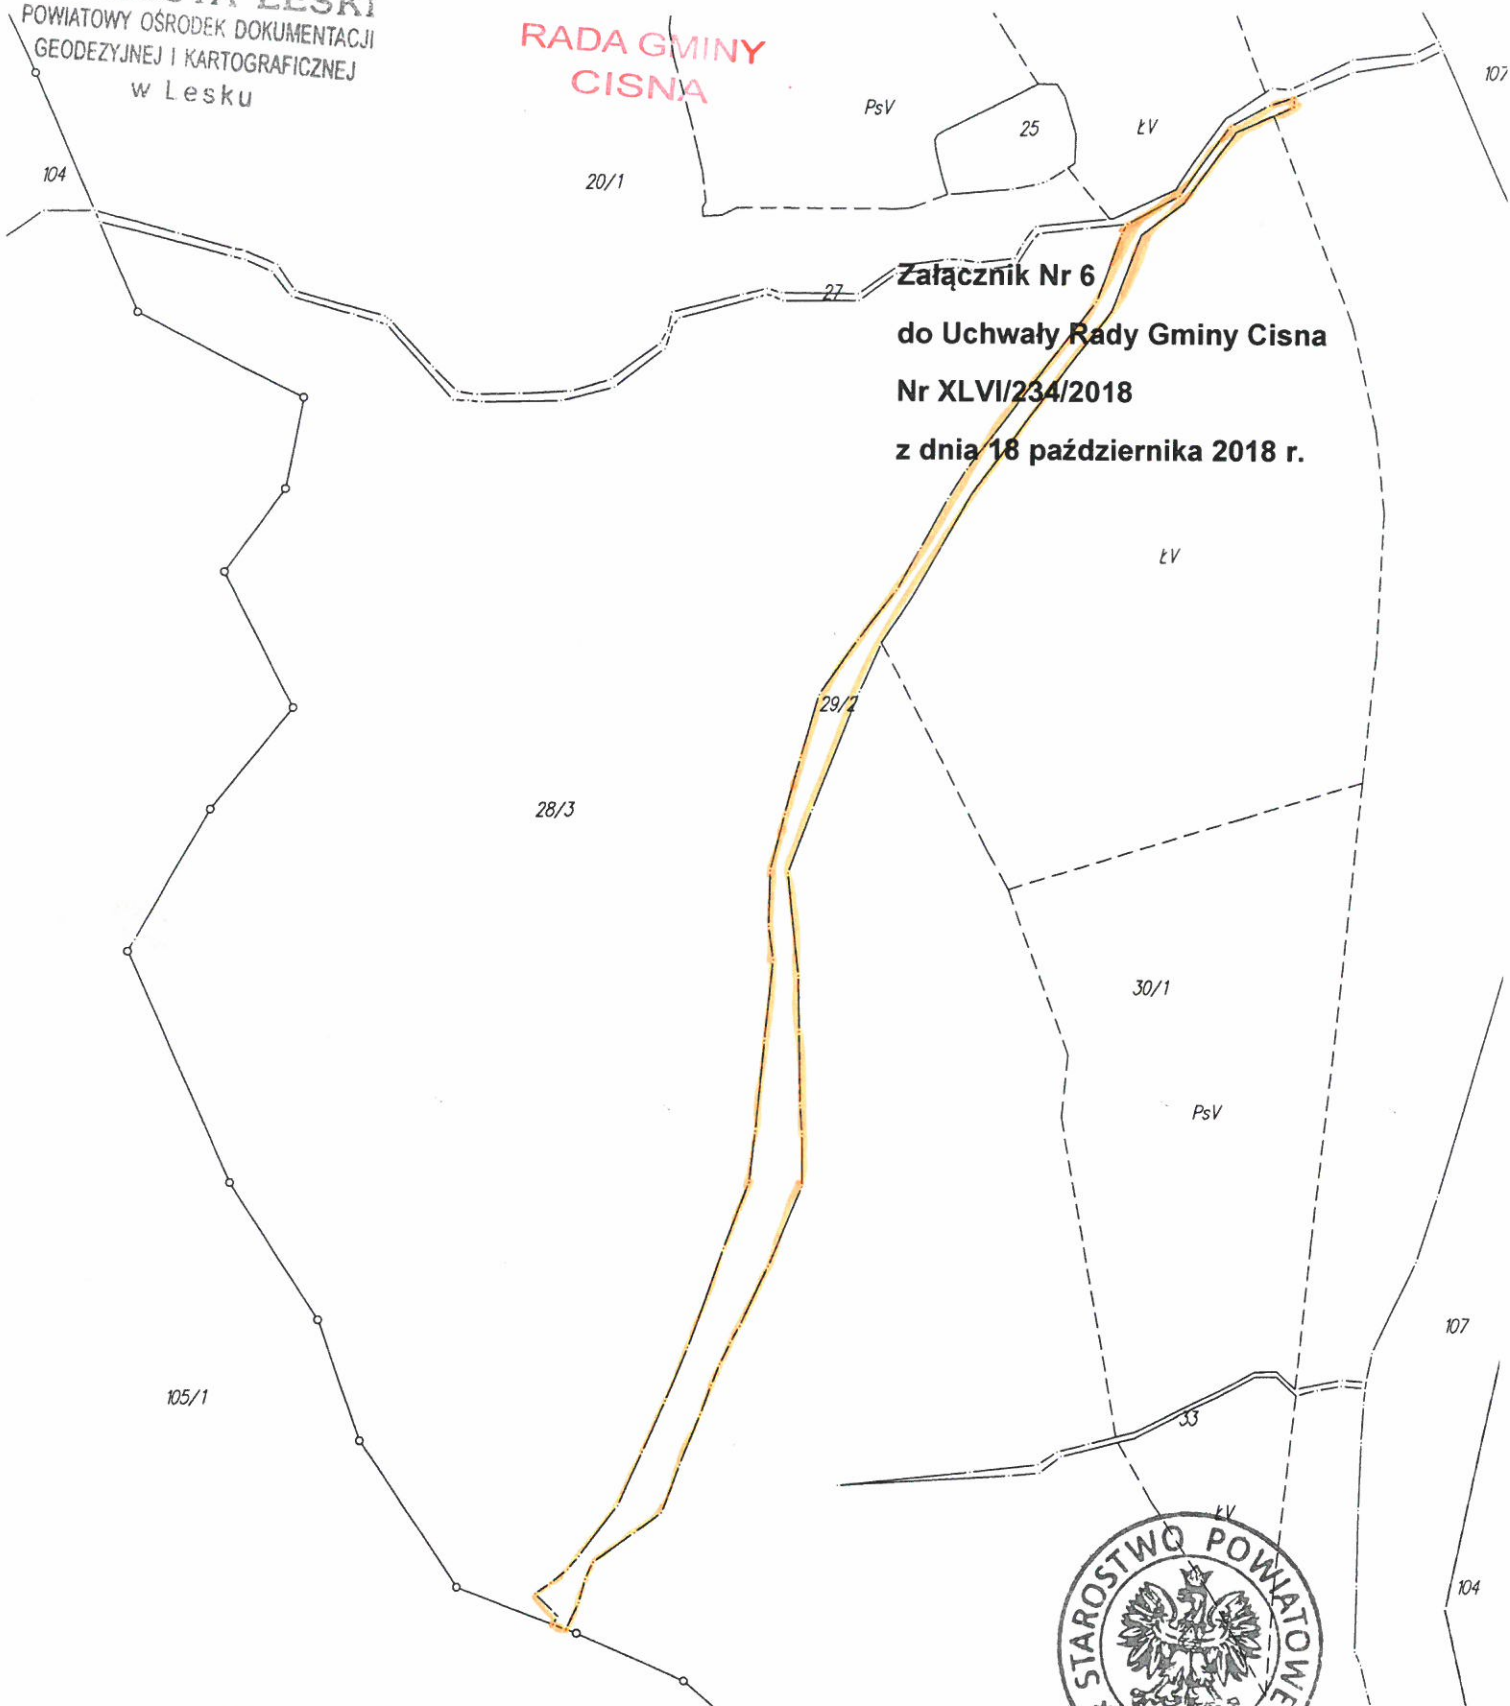 POWIATOWY OŚRODEK DOKUMENTACJI
GEODEZYJNEJ I KARTOGRAFICZNEJ
w Lesku
RADA GMINY
CISNA
107
PsV
25
ŁV
104
20/1
27
Załącznik Nr 6
do Uchwały Rady Gminy Cisna
Nr XLVI/234/2018
z dnia 18 października 2018 r.
ŁV
29/2
28/3
30/1
PsV
107
105/1
33
ŁV
STAROSTWO POWIATOWE
104